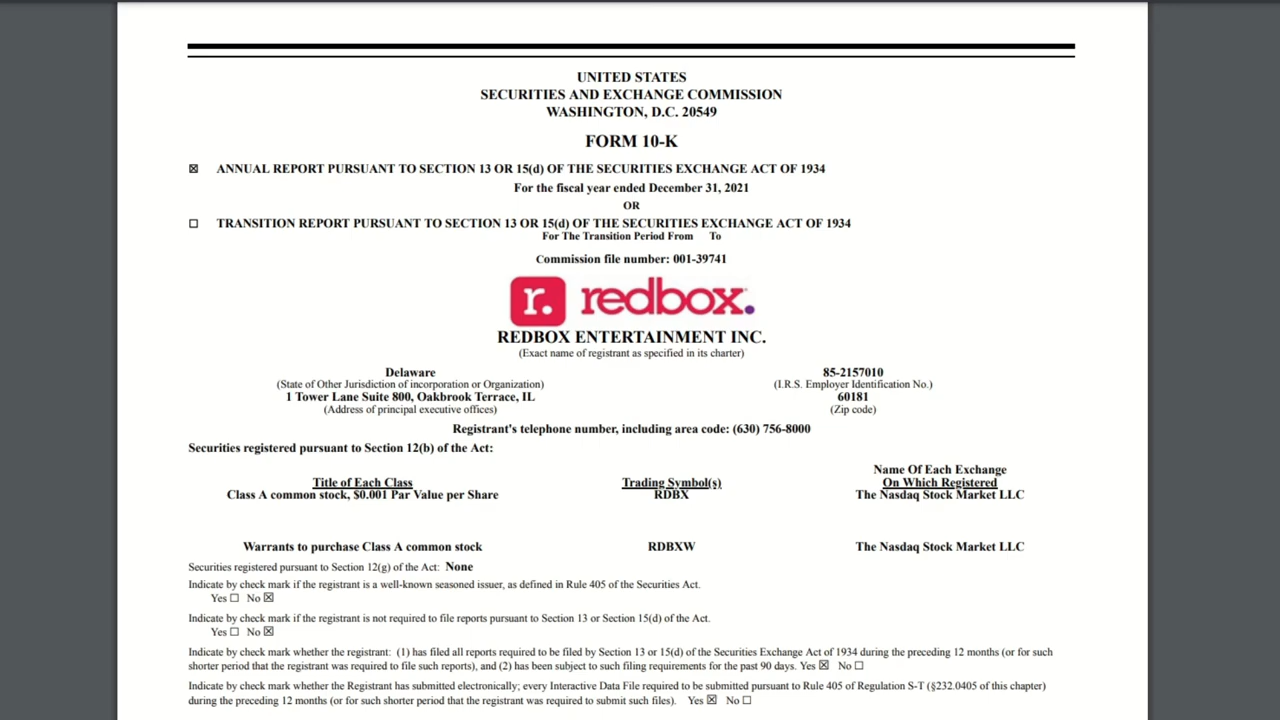 UNITED STATES
SECURITIES AND EXCHANGE COMMISSION
WASHINGTON, D.C. 20549
FORM 10-K
☒ ANNUAL REPORT PURSUANT TO SECTION 13 OR 15(d) OF THE SECURITIES EXCHANGE ACT OF 1934
For the fiscal year ended December 31, 2021
OR
☐ TRANSITION REPORT PURSUANT TO SECTION 13 OR 15(d) OF THE SECURITIES EXCHANGE ACT OF 1934
For The Transition Period From To
Commission file number: 001-39741
r. redbox.
REDBOX ENTERTAINMENT INC.
(Exact name of registrant as specified in its charter)
Delaware 85-2157010
(State of Other Jurisdiction of incorporation or Organization) (I.R.S. Employer Identification No.)
1 Tower Lane Suite 800, Oakbrook Terrace, IL 60181
(Address of principal executive offices) (Zip code)
Registrant's telephone number, including area code: (630) 756-8000
Securities registered pursuant to Section 12(b) of the Act:
Name Of Each Exchange
Title of Each Class Trading Symbol(s) On Which Registered
Class A common stock, $0.001 Par Value per Share RDBX The Nasdaq Stock Market LLC
Warrants to purchase Class A common stock RDBXW The Nasdaq Stock Market LLC
Securities registered pursuant to Section 12(g) of the Act: None
Indicate by check mark if the registrant is a well-known seasoned issuer, as defined in Rule 405 of the Securities Act.
Yes ☐ No ☒
Indicate by check mark if the registrant is not required to file reports pursuant to Section 13 or Section 15(d) of the Act.
Yes ☐ No ☒
Indicate by check mark whether the registrant: (1) has filed all reports required to be filed by Section 13 or 15(d) of the Securities Exchange Act of 1934 during the preceding 12 months (or for such
shorter period that the registrant was required to file such reports), and (2) has been subject to such filing requirements for the past 90 days. Yes ☒ No ☐
Indicate by check mark whether the Registrant has submitted electronically; every Interactive Data File required to be submitted pursuant to Rule 405 of Regulation S-T (§232.0405 of this chapter)
during the preceding 12 months (or for such shorter period that the registrant was required to submit such files). Yes ☒ No ☐